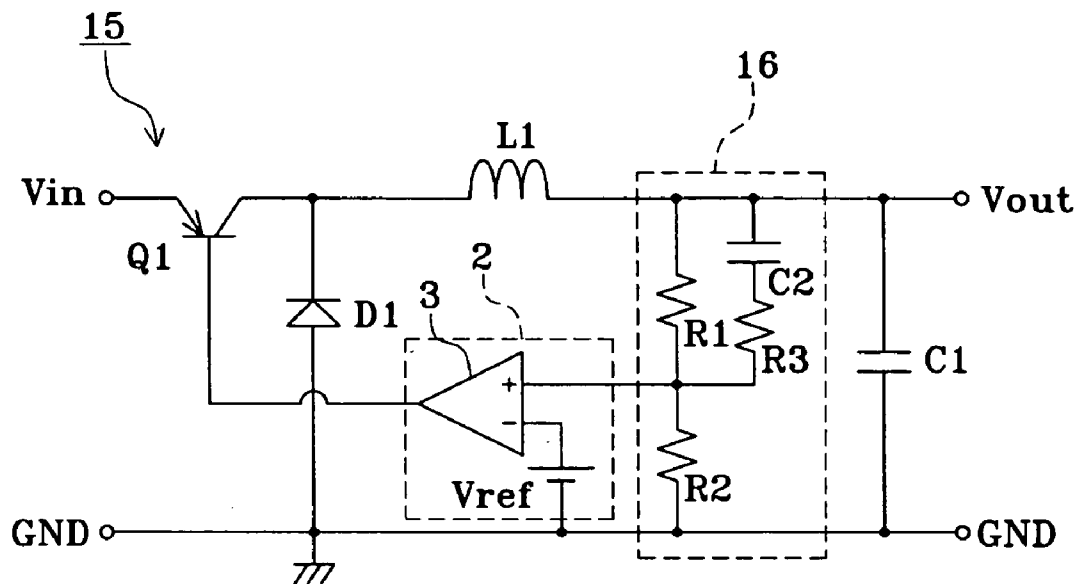 15
16
L1
Vin
Vout
Q1
2
C2
3
D1
R1
R3
C1
+
−
Vref
R2
GND
GND